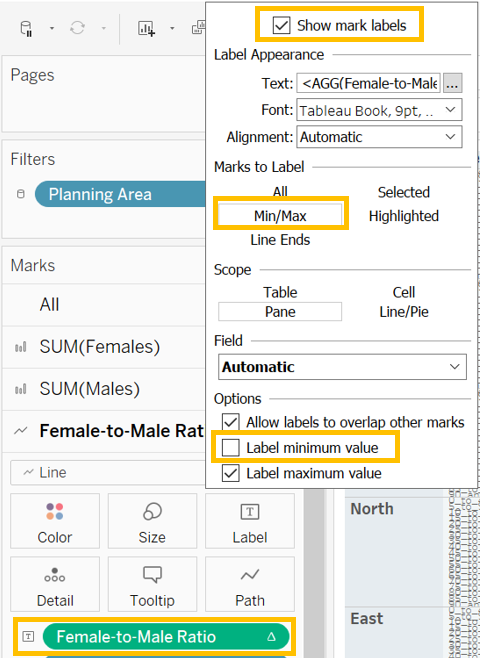 Show mark labels
Label Appearance
Pages
Text: <AGG(Female-to-Male ...
Font: Tableau Book, 9pt, ..
Alignment: Automatic
Filters
Marks to Label
Planning Area
All Selected
Min/Max Highlighted
Line Ends
Marks
Scope
All
Table Cell
Pane Line/Pie
SUM(Females)
Field
Automatic
SUM(Males)
Options
Allow labels to overlap other marks
Female-to-Male Ratio
Label minimum value
Line
Label maximum value
Color Size Label
North
Detail Tooltip Path
East
T Female-to-Male Ratio Δ